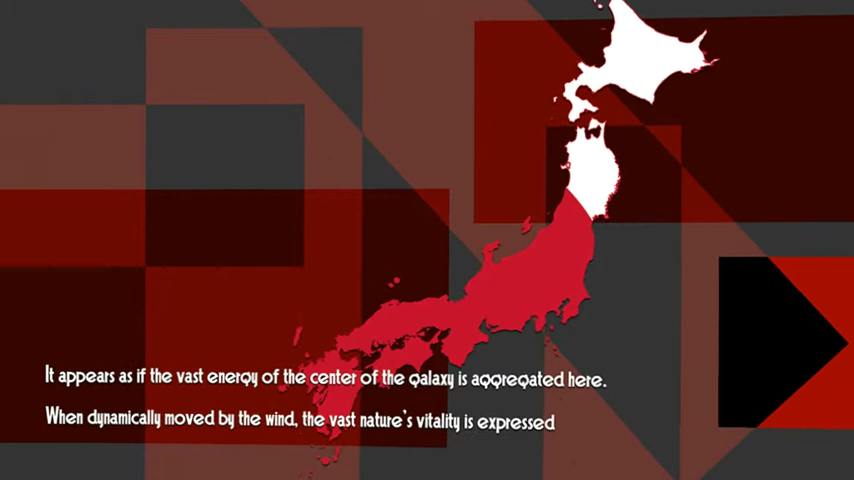 It appears as if the vast energy of the center of the galaxy is aggregated here.
When dynamically moved by the wind, the vast nature's vitality is expressed